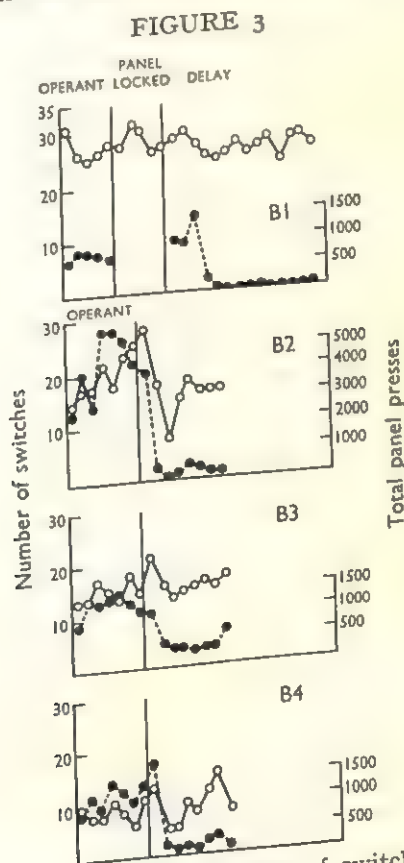 FIGURE 3
PANEL
OPERANT LOCKED DELAY
35
30
20
10
B1
1500
1000
500
OPERANT
30
20
10
B2
5000
4000
3000
2000
1000
Number of switches
Total panel presses
30
20
10
B3
1500
1000
500
30
20
10
B4
1500
1000
500